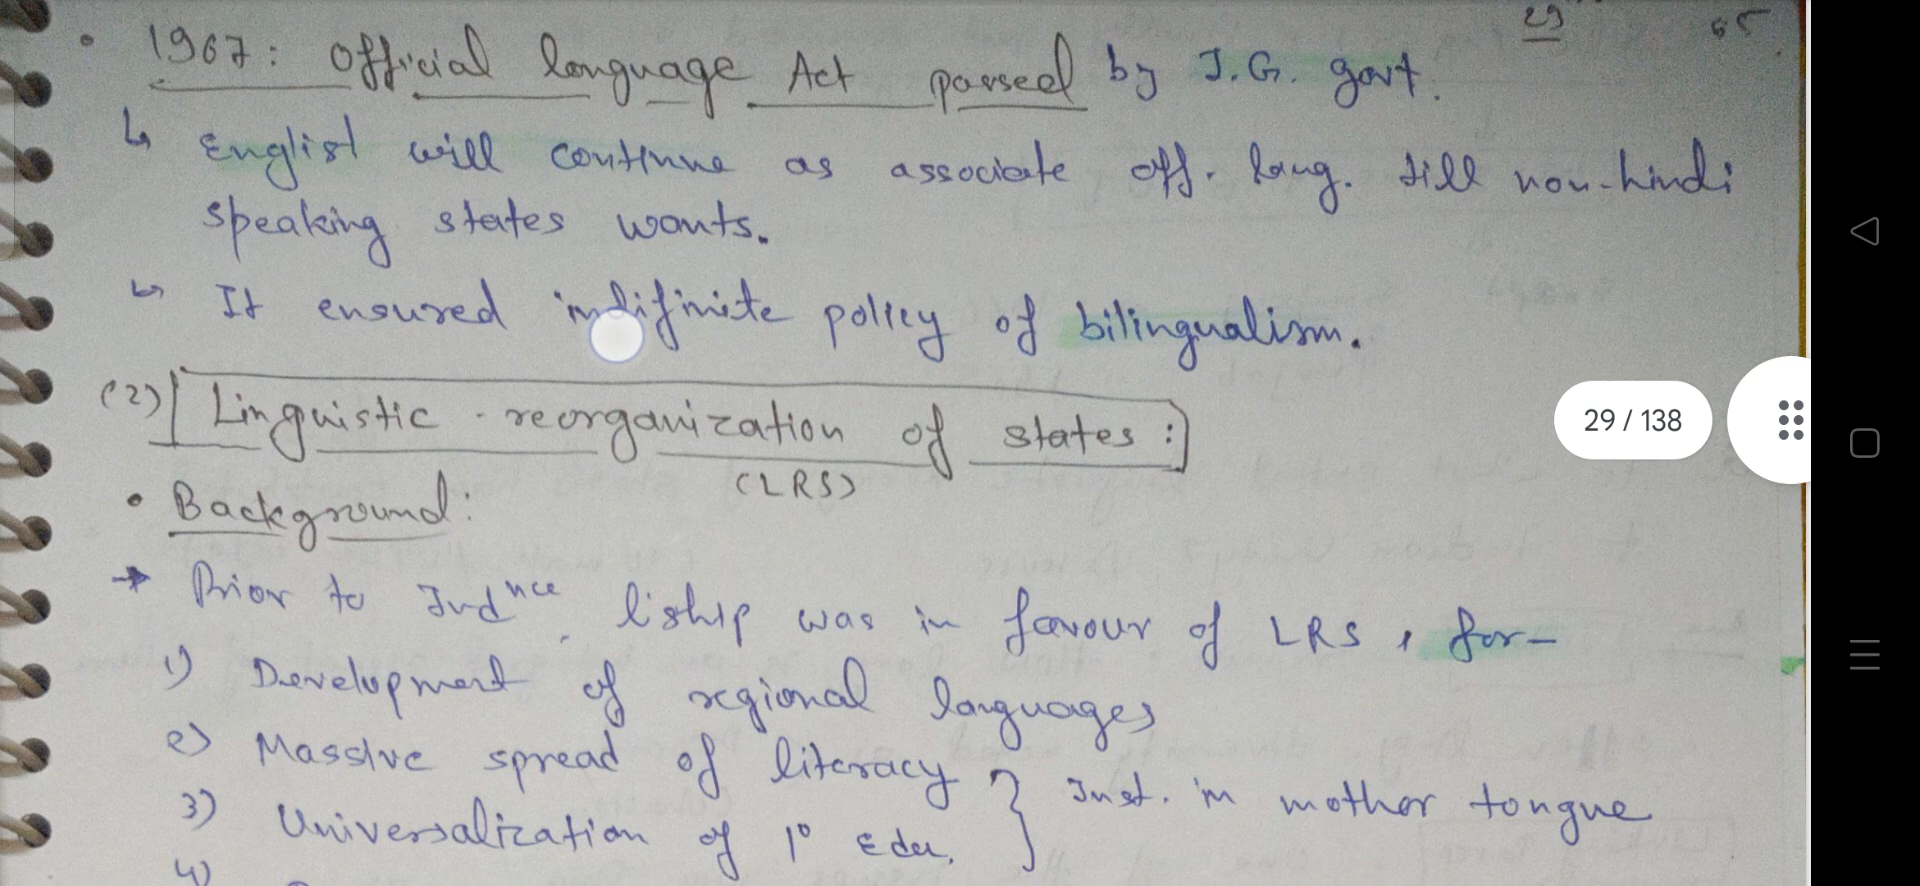 29
65
• 1967: Official language Act passed by I.G. govt.
↳ English will continue as associate off. lang. till non-hindi
speaking states wants.
↳ It ensured indifinite policy of bilingualism.
(2) Linguistic reorganization of states:
(LRS)
29 / 138
• Background:
→ Prior to Indnce, l'ship was in favour of LRS, for-
1) Development of regional languages
2) Massive spread of literacy
3) Universalization of 1° Edu. } Inst. in mother tongue
4)